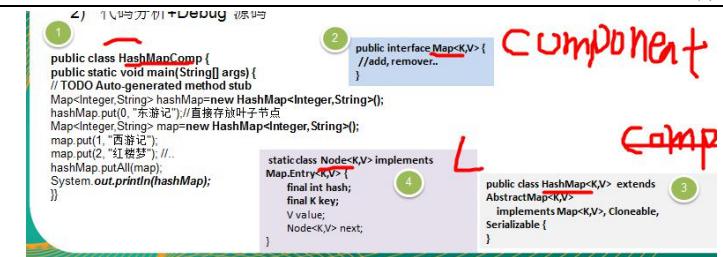 2) 代码分析+Debug 源码
1
public class HashMapComp {
public static void main(String[] args) {
// TODO Auto-generated method stub
Map<Integer,String> hashMap=new HashMap<Integer,String>();
hashMap.put(0, "东游记");//直接存放叶子节点
Map<Integer,String> map=new HashMap<Integer,String>();
map.put(1, "西游记");
map.put(2, "红楼梦"); //..
hashMap.putAll(map);
System.out.println(hashMap);
}}
2
public interface Map<K,V> {
//add, remover..
}
component
static class Node<K,V> implements
Map.Entry<K,V> {
final int hash;
final K key;
V value;
Node<K,V> next;
}
4
L
comp
public class HashMap<K,V> extends
AbstractMap<K,V>
implements Map<K,V>, Cloneable,
Serializable {
}
3